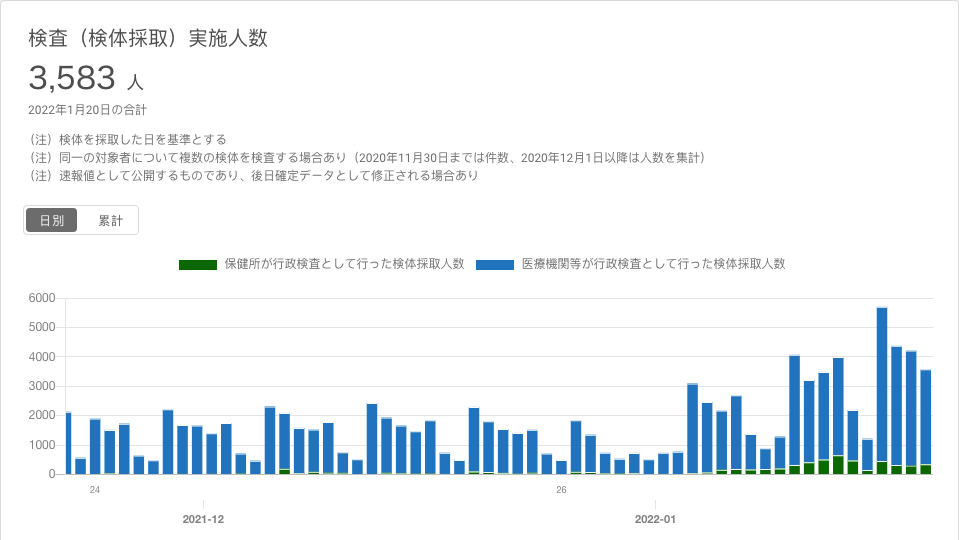 検査（検体採取）実施人数
3,583 人
2022年1月20日の合計
（注）検体を採取した日を基準とする
（注）同一の対象者について複数の検体を検査する場合あり（2020年11月30日までは件数、2020年12月1日以降は人数を集計）
（注）速報値として公開するものであり、後日確定データとして修正される場合あり
日別 累計
保健所が行政検査として行った検体採取人数 医療機関等が行政検査として行った検体採取人数
6000
5000
4000
3000
2000
1000
0
24 26
2021-12 2022-01